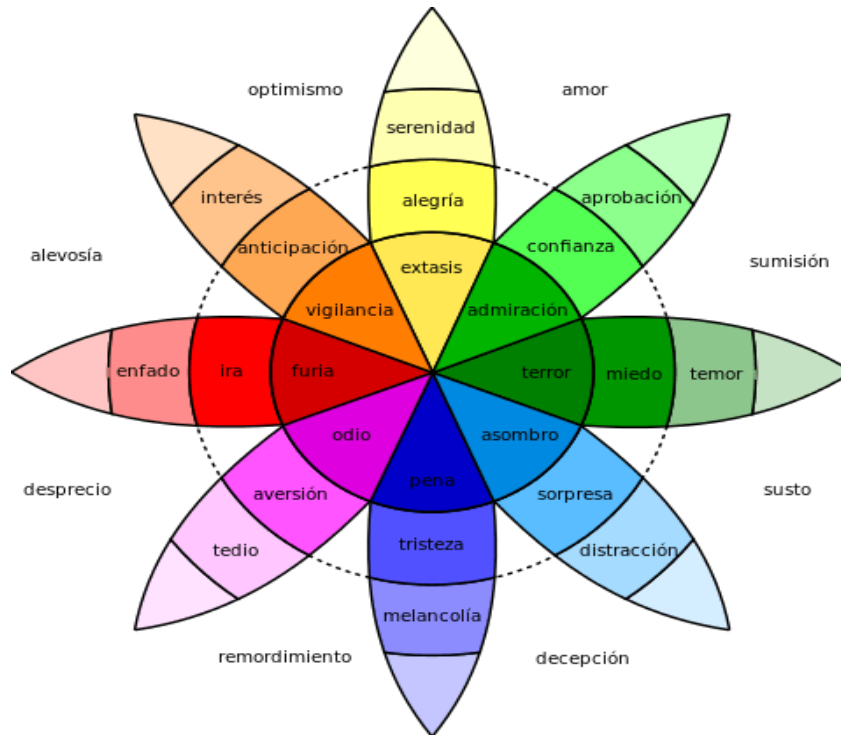 optimismo
amor
serenidad
interés
aprobación
alegría
anticipación
confianza
alevosía
extasis
sumisión
vigilancia
admiración
enfado
ira
furia
terror
miedo
temor
odio
asombro
desprecio
aversión
pena
sorpresa
susto
tedio
tristeza
distracción
melancolía
remordimiento
decepción